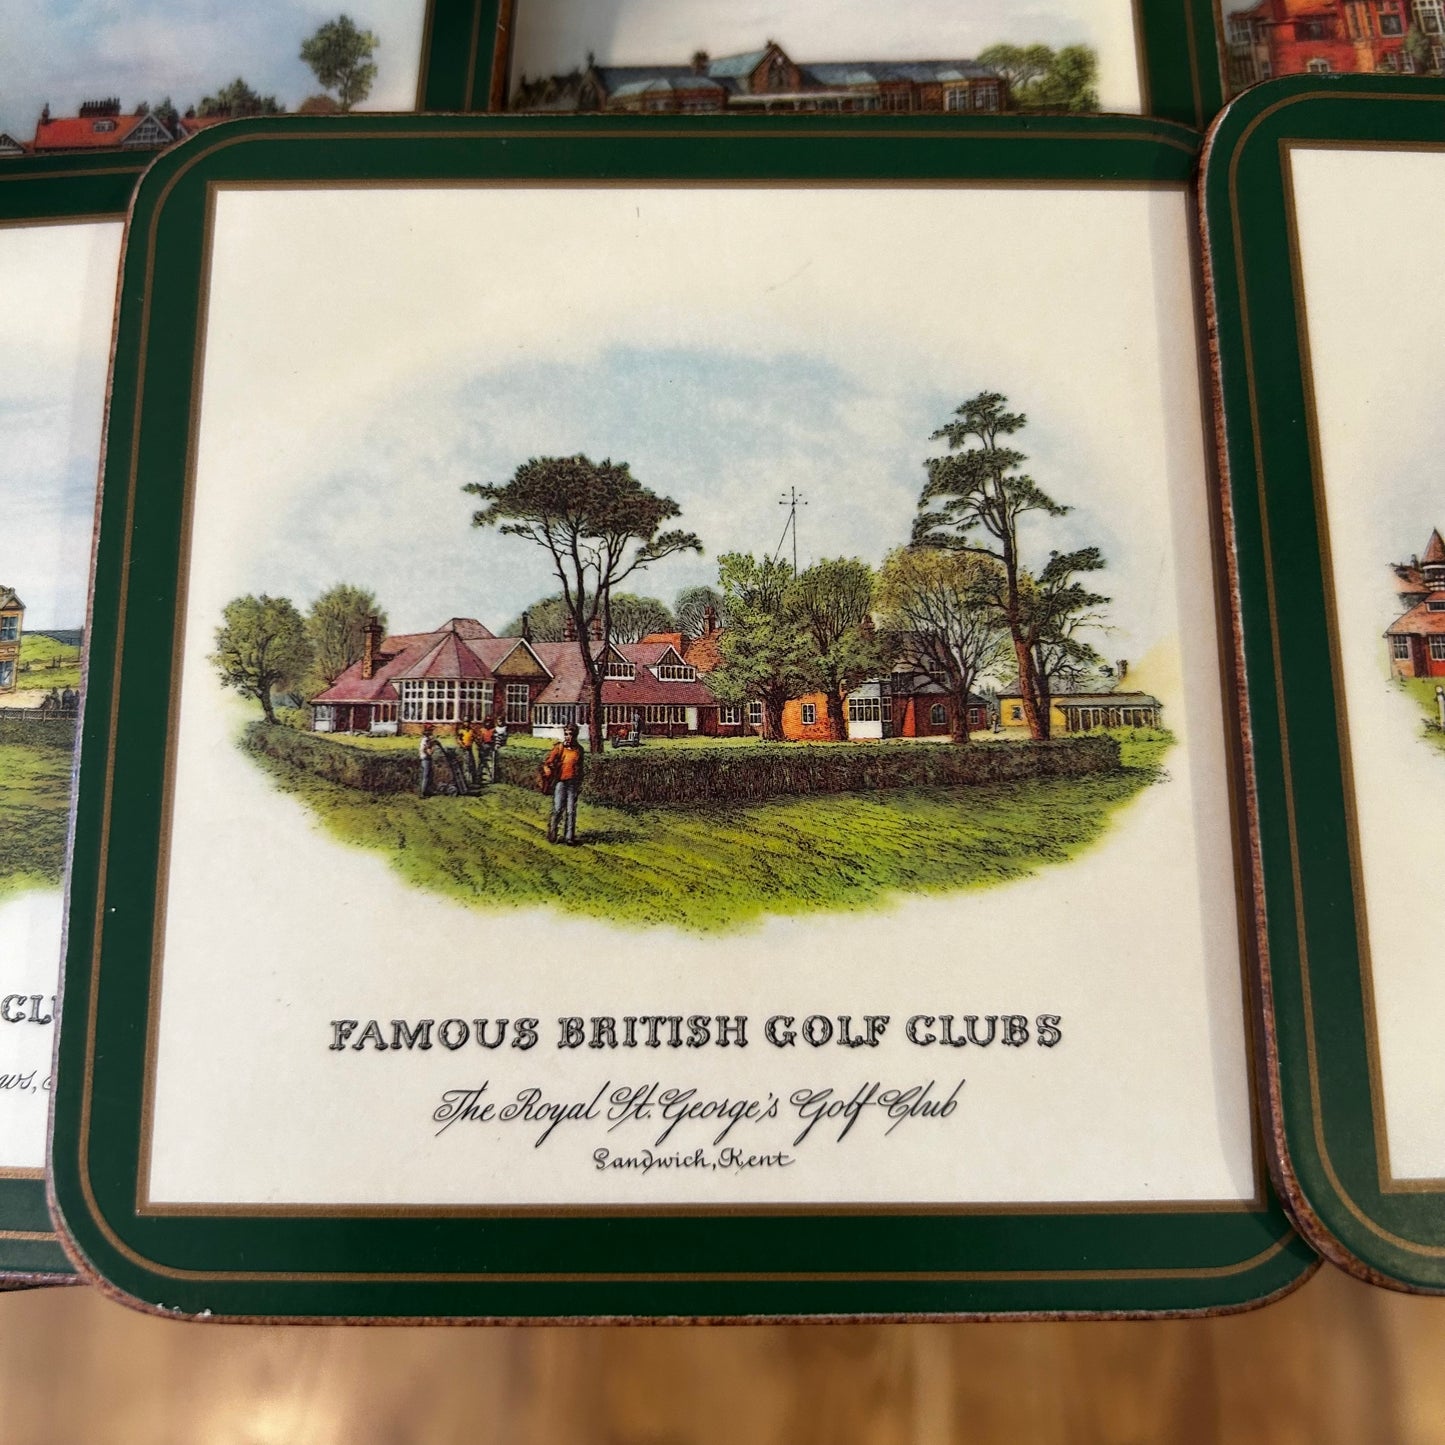 FAMOUS BRITISH GOLF CLUBS
The Royal St. George's Golf Club
Sandwich, Kent